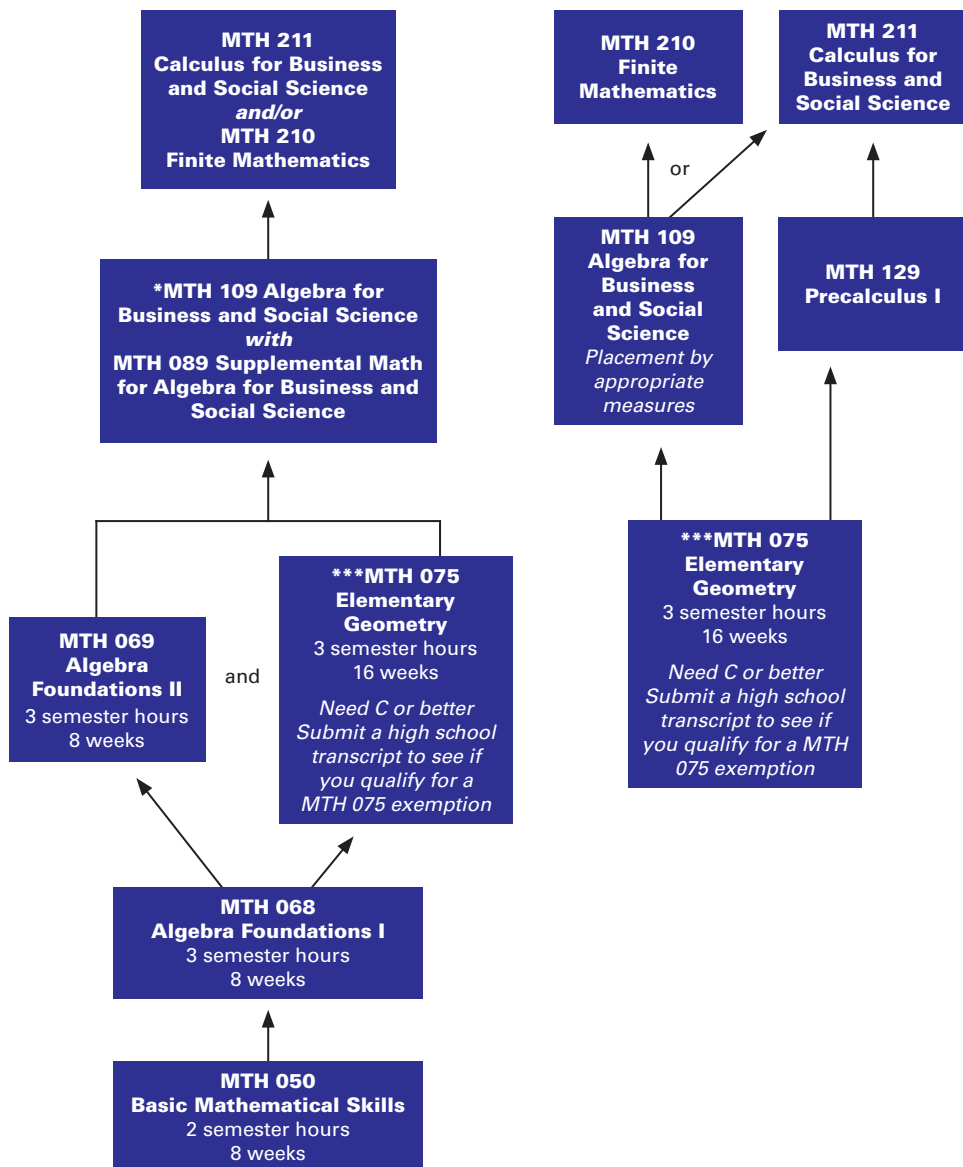 MTH 211
Calculus for Business
and Social Science
and/or
MTH 210
Finite Mathematics
*MTH 109 Algebra for
Business and Social Science
with
MTH 089 Supplemental Math
for Algebra for Business and
Social Science
MTH 069
Algebra
Foundations II
3 semester hours
8 weeks
and
***MTH 075
Elementary
Geometry
3 semester hours
16 weeks
Need C or better
Submit a high school
transcript to see if
you qualify for a
MTH 075 exemption
MTH 068
Algebra Foundations I
3 semester hours
8 weeks
MTH 050
Basic Mathematical Skills
2 semester hours
8 weeks
MTH 210
Finite
Mathematics
MTH 211
Calculus for
Business and
Social Science
or
MTH 109
Algebra for
Business
and Social
Science
Placement by
appropriate
measures
MTH 129
Precalculus I
***MTH 075
Elementary
Geometry
3 semester hours
16 weeks
Need C or better
Submit a high school
transcript to see if
you qualify for a MTH
075 exemption